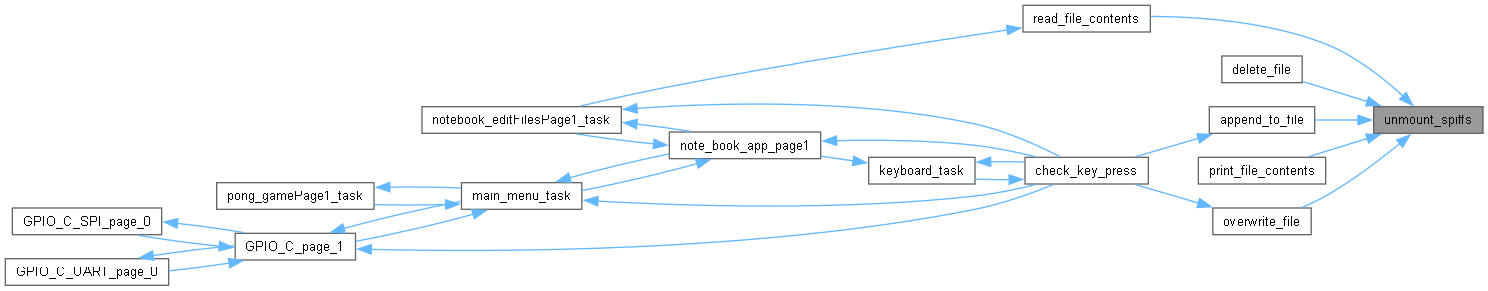 read_file_contents
delete_file
notebook_editFilesPage1_task
append_to_file
unmount_spiffs
note_book_app_page1
keyboard_task
check_key_press
print_file_contents
pong_gamePage1_task
main_menu_task
GPIO_C_SPI_page_0
overwrite_file
GPIO_C_page_1
GPIO_C_UART_page_0